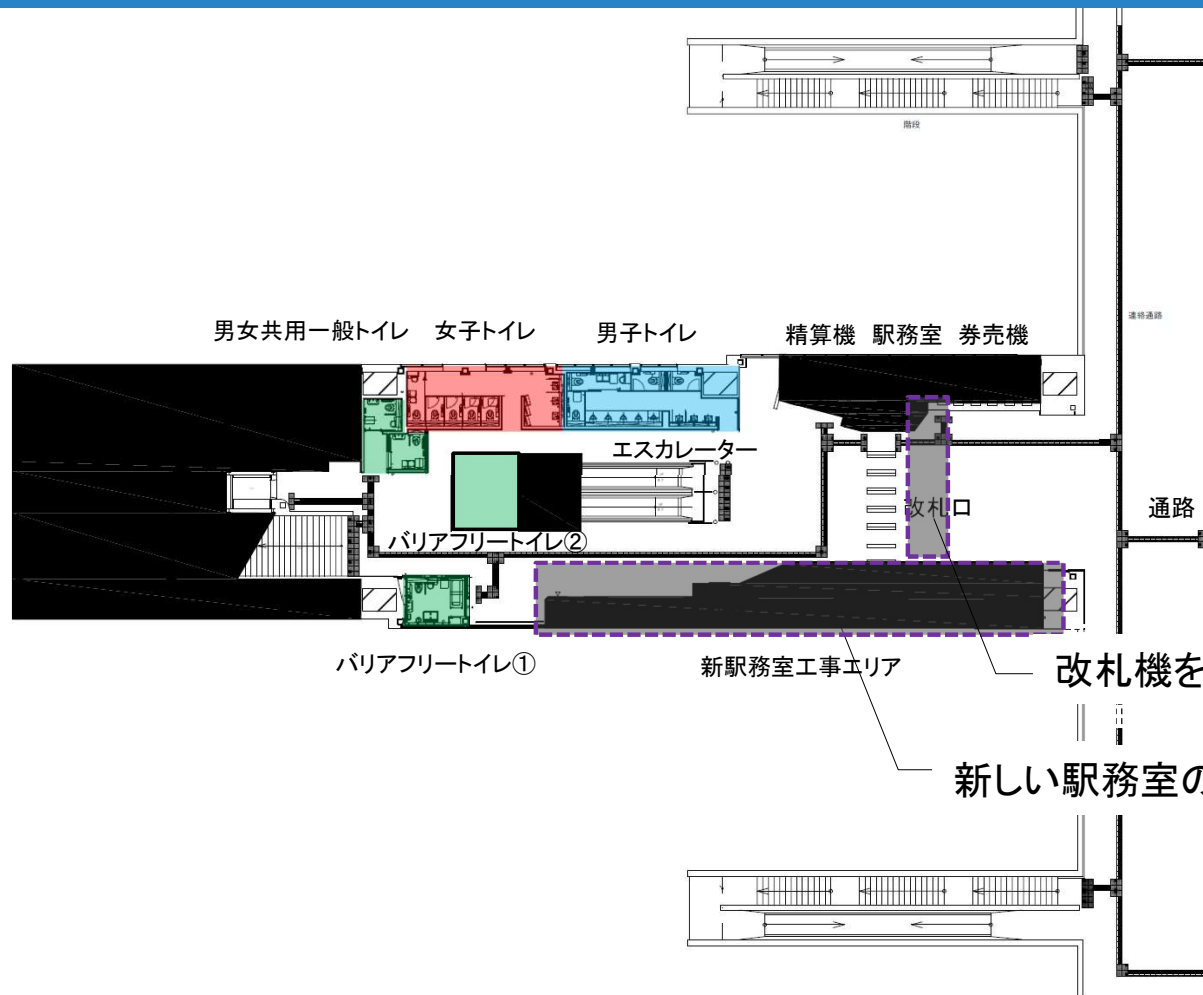 階段
連絡通路
男女共用一般トイレ
女子トイレ
男子トイレ
精算機
駅務室
券売機
エスカレーター
改札口
通路
バリアフリートイレ②
バリアフリートイレ①
新駅務室工事エリア
改札機を
新しい駅務室の